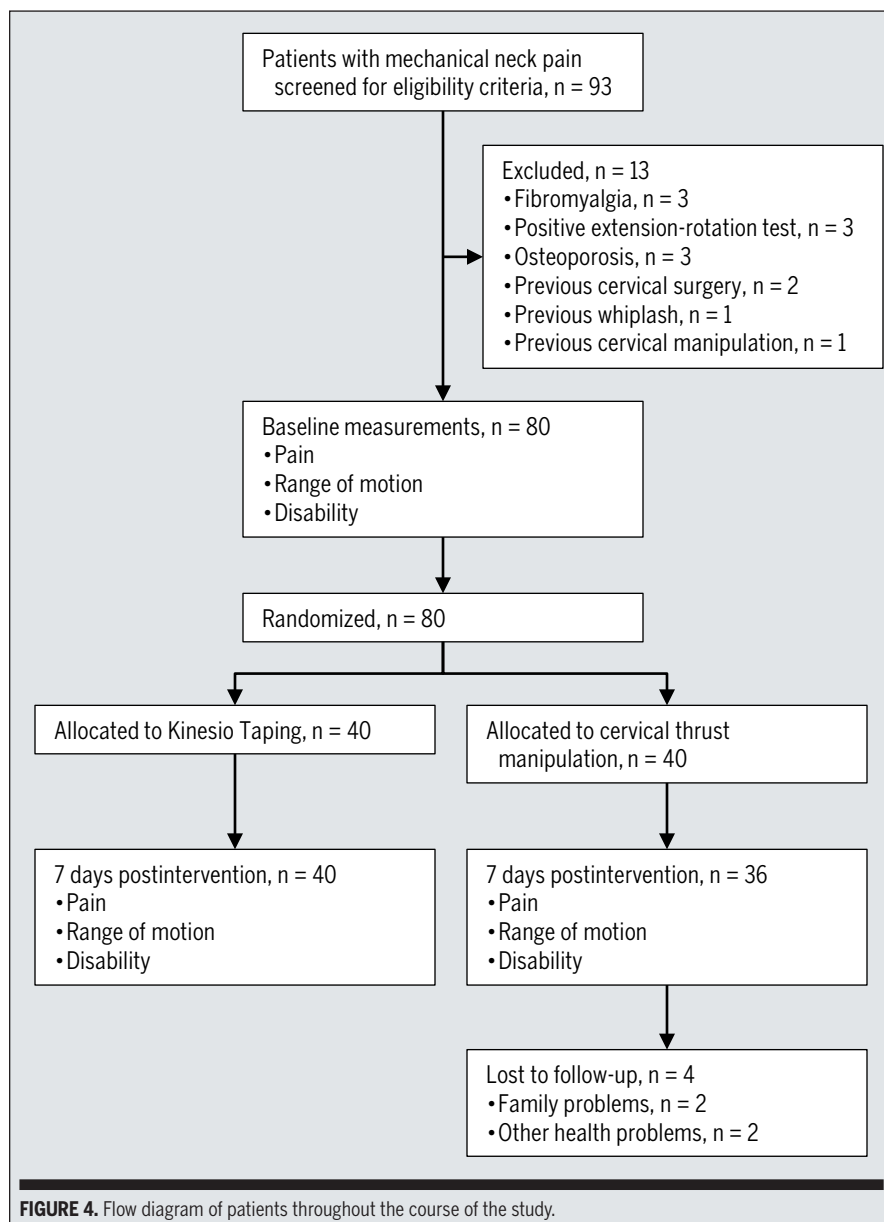 Patients with mechanical neck pain
screened for eligibility criteria, n = 93
Excluded, n = 13
•Fibromyalgia, n = 3
•Positive extension-rotation test, n = 3
•Osteoporosis, n = 3
•Previous cervical surgery, n = 2
•Previous whiplash, n = 1
•Previous cervical manipulation, n = 1
Baseline measurements, n = 80
•Pain
•Range of motion
•Disability
Randomized, n = 80
Allocated to Kinesio Taping, n = 40
Allocated to cervical thrust
manipulation, n = 40
7 days postintervention, n = 40
•Pain
•Range of motion
•Disability
7 days postintervention, n = 36
•Pain
•Range of motion
•Disability
Lost to follow-up, n = 4
•Family problems, n = 2
•Other health problems, n = 2
FIGURE 4. Flow diagram of patients throughout the course of the study.